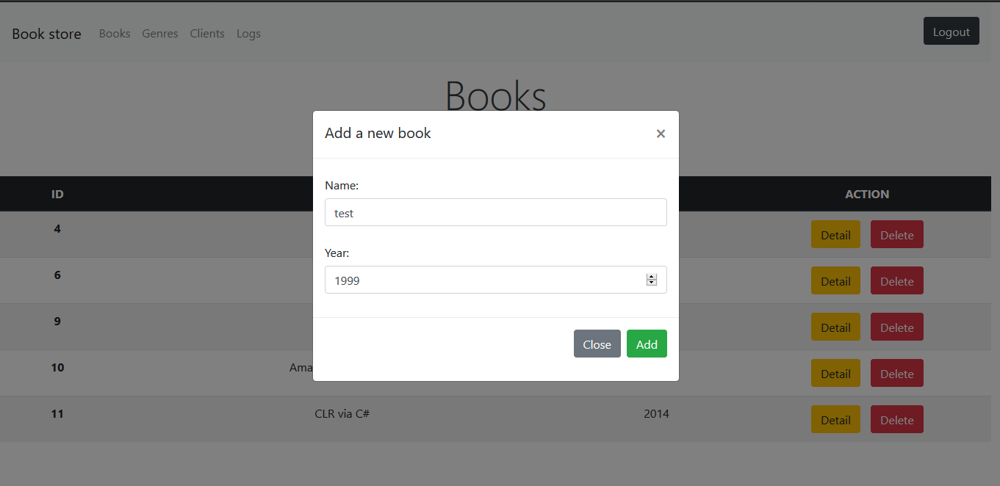 Book store Books Genres Clients Logs Logout
Books
Add a new book ×
ID ACTION
Name:
4 test Detail Delete
Year:
6 1999 Detail Delete
9 Detail Delete
Close Add
10 Ama Detail Delete
11 CLR via C# 2014 Detail Delete